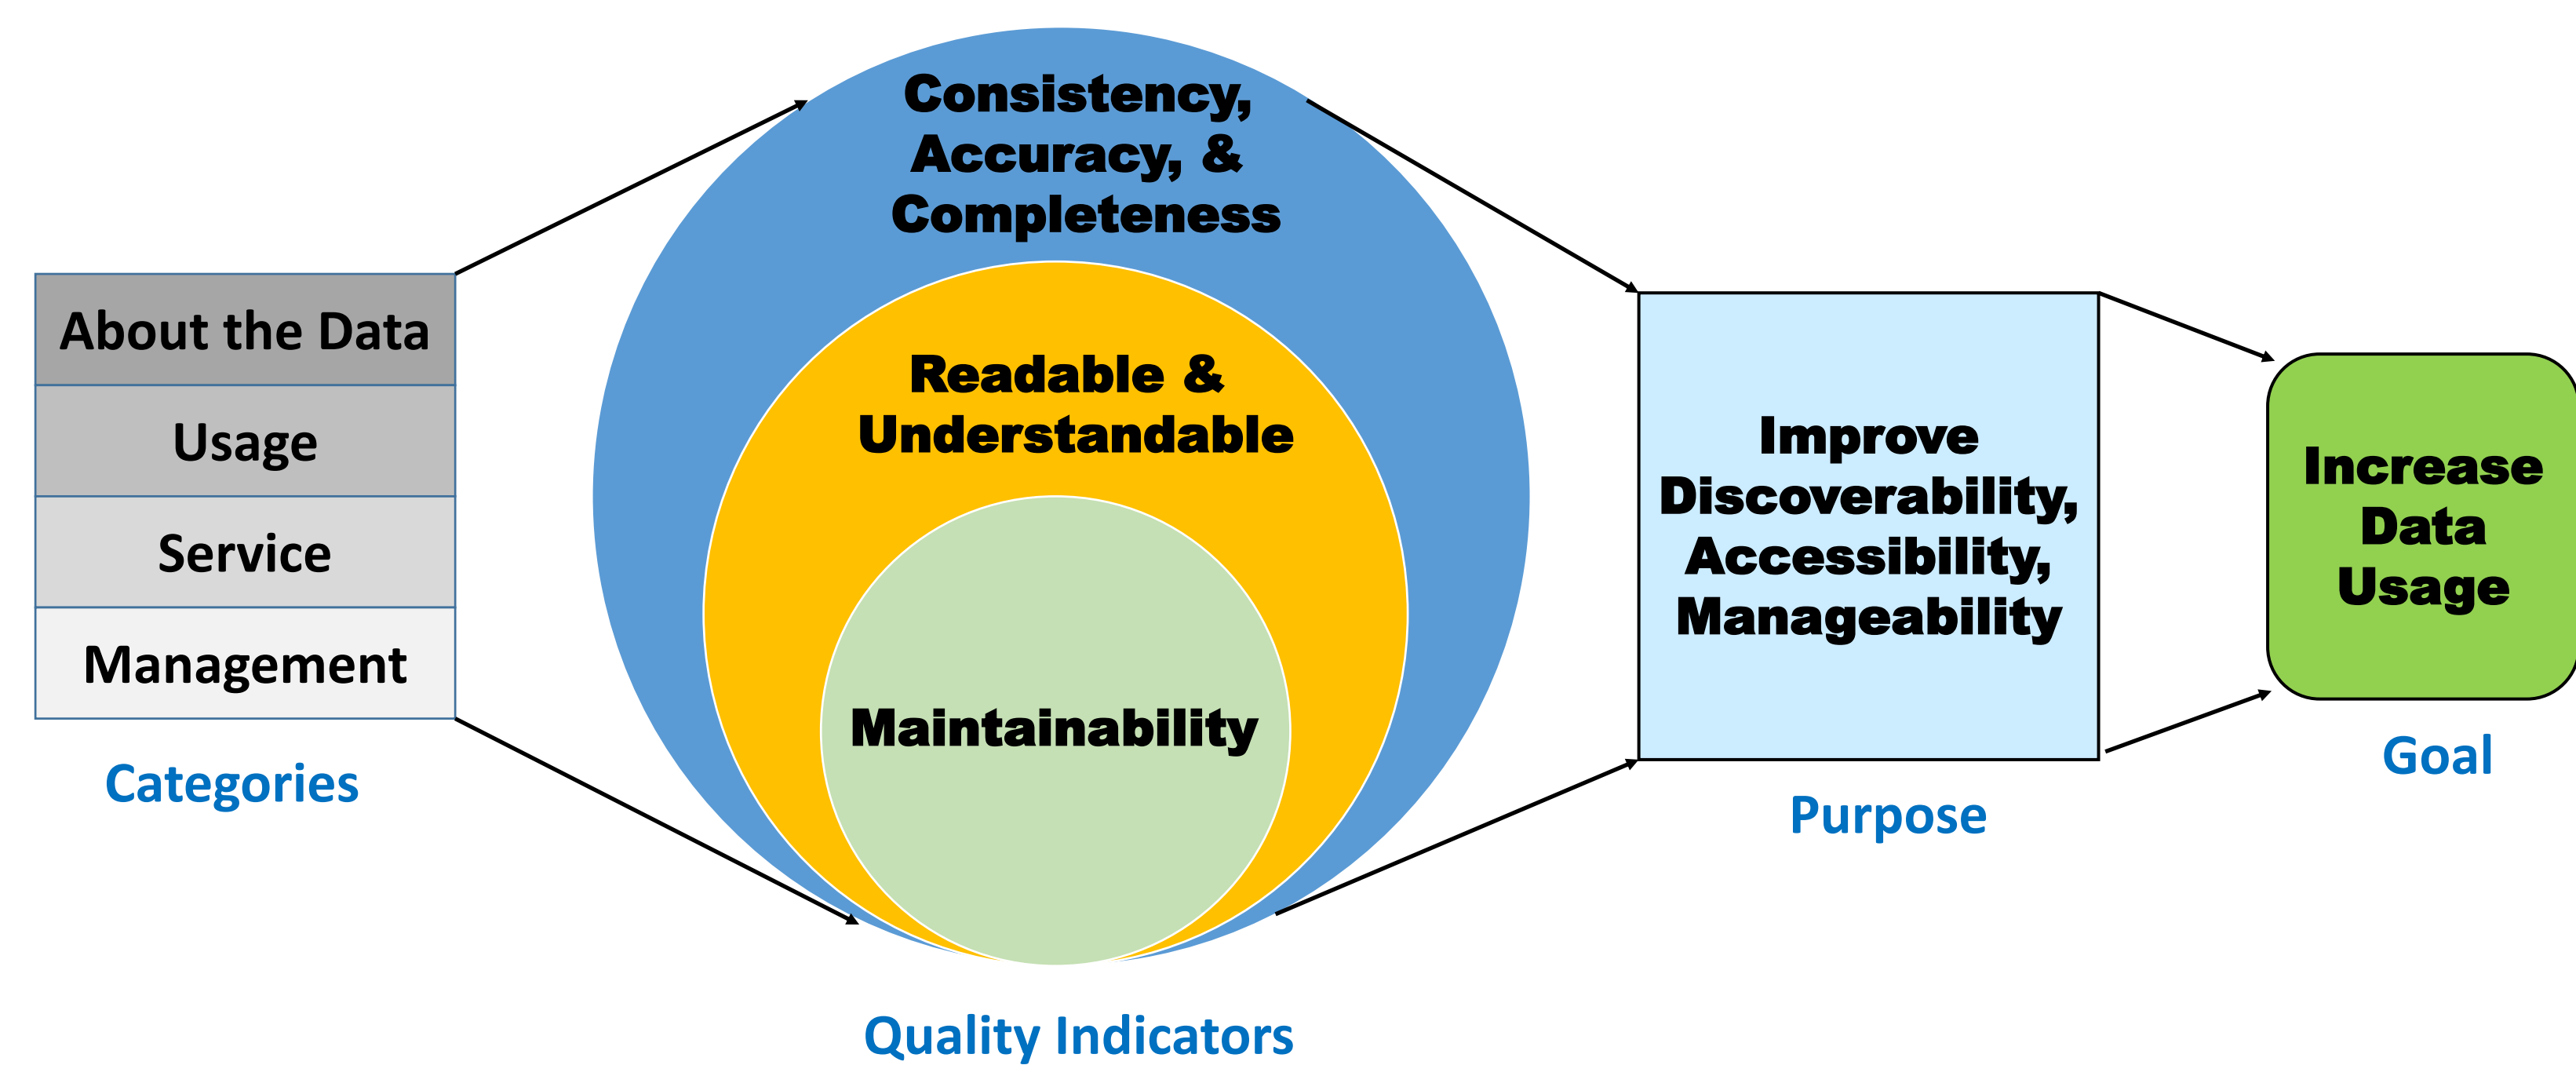 About the Data
Usage
Service
Management
Categories
Consistency,
Accuracy, &
Completeness
Readable &
Understandable
Maintainability
Quality Indicators
Improve
Discoverability,
Accessibility,
Manageability
Purpose
Increase
Data
Usage
Goal